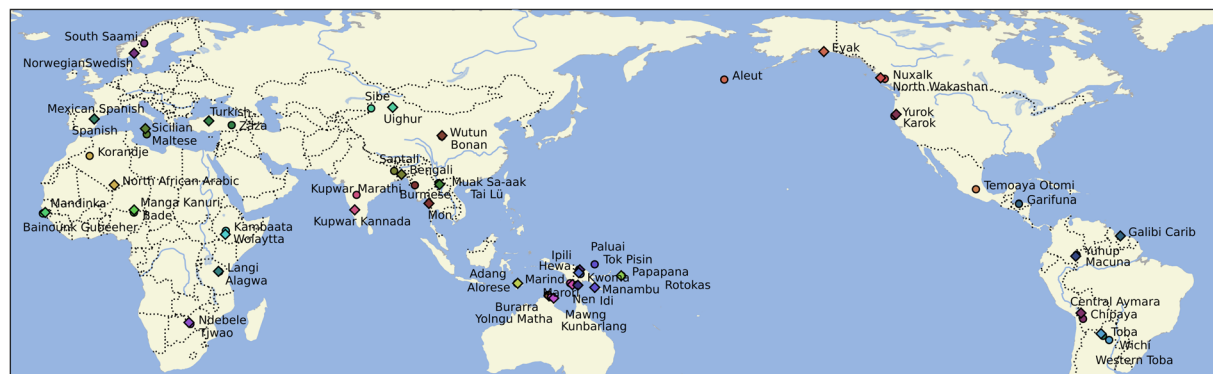 South Saami
NorwegianSwedish
Eyak
Aleut
Nuxalk
North Wakashan
Mexican Spanish
Spanish
Sicilian
Maltese
Turkish
Zaza
Sibe
Uighur
Yurok
Karok
Wutun
Bonan
Korandje
North African Arabic
Santali
Bengali
Kupwar Marathi
Burmese
Muak Sa-aak
Tai Lü
Mon
Kupwar Kannada
Temoaya Otomi
Garifuna
Mandinka
Bainounk Gubeeher
Manga Kanuri
Bade
Kambaata
Wolaytta
Galibi Carib
Yuhup
Macuna
Langi
Alagwa
Ipili
Hewa
Paluai
Tok Pisin
Kwoma
Manambu
Papapana
Rotokas
Adang
Alorese
Marind
Marori
Nen
Idi
Burarra
Yolngu Matha
Mawng
Kunbarlang
Central Aymara
Chipaya
Ndebele
Tjwao
Toba
Wichi
Western Toba